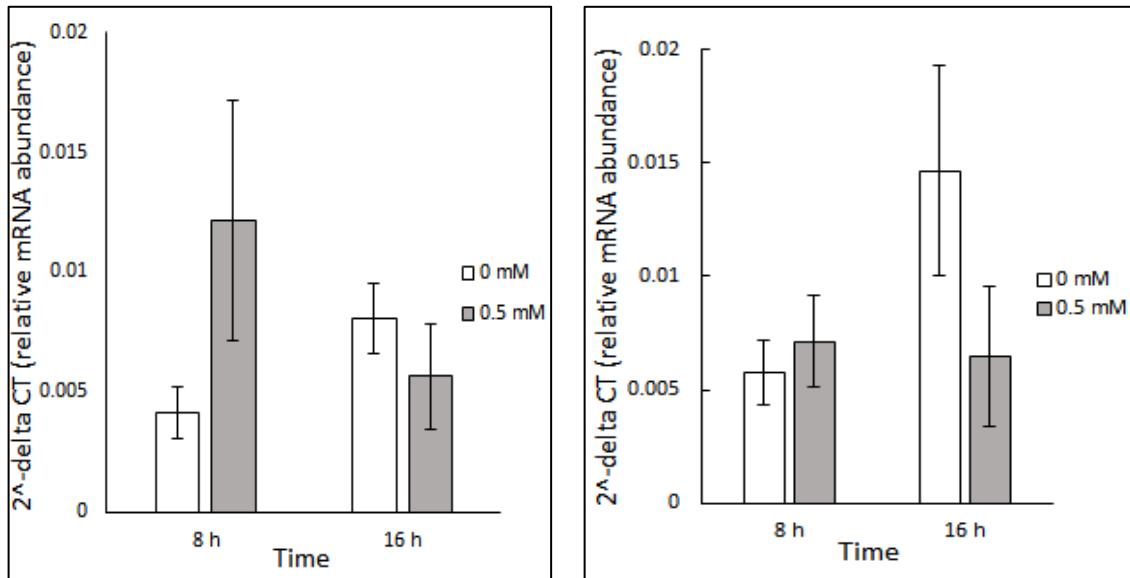 2^-delta CT (relative mRNA abundance)
0.02
0.015
0.01
0.005
0
8 h
16 h
Time
0 mM
0.5 mM
2^-delta CT (relative mRNA abundance)
0.02
0.015
0.01
0.005
0
8 h
16 h
Time
0 mM
0.5 mM